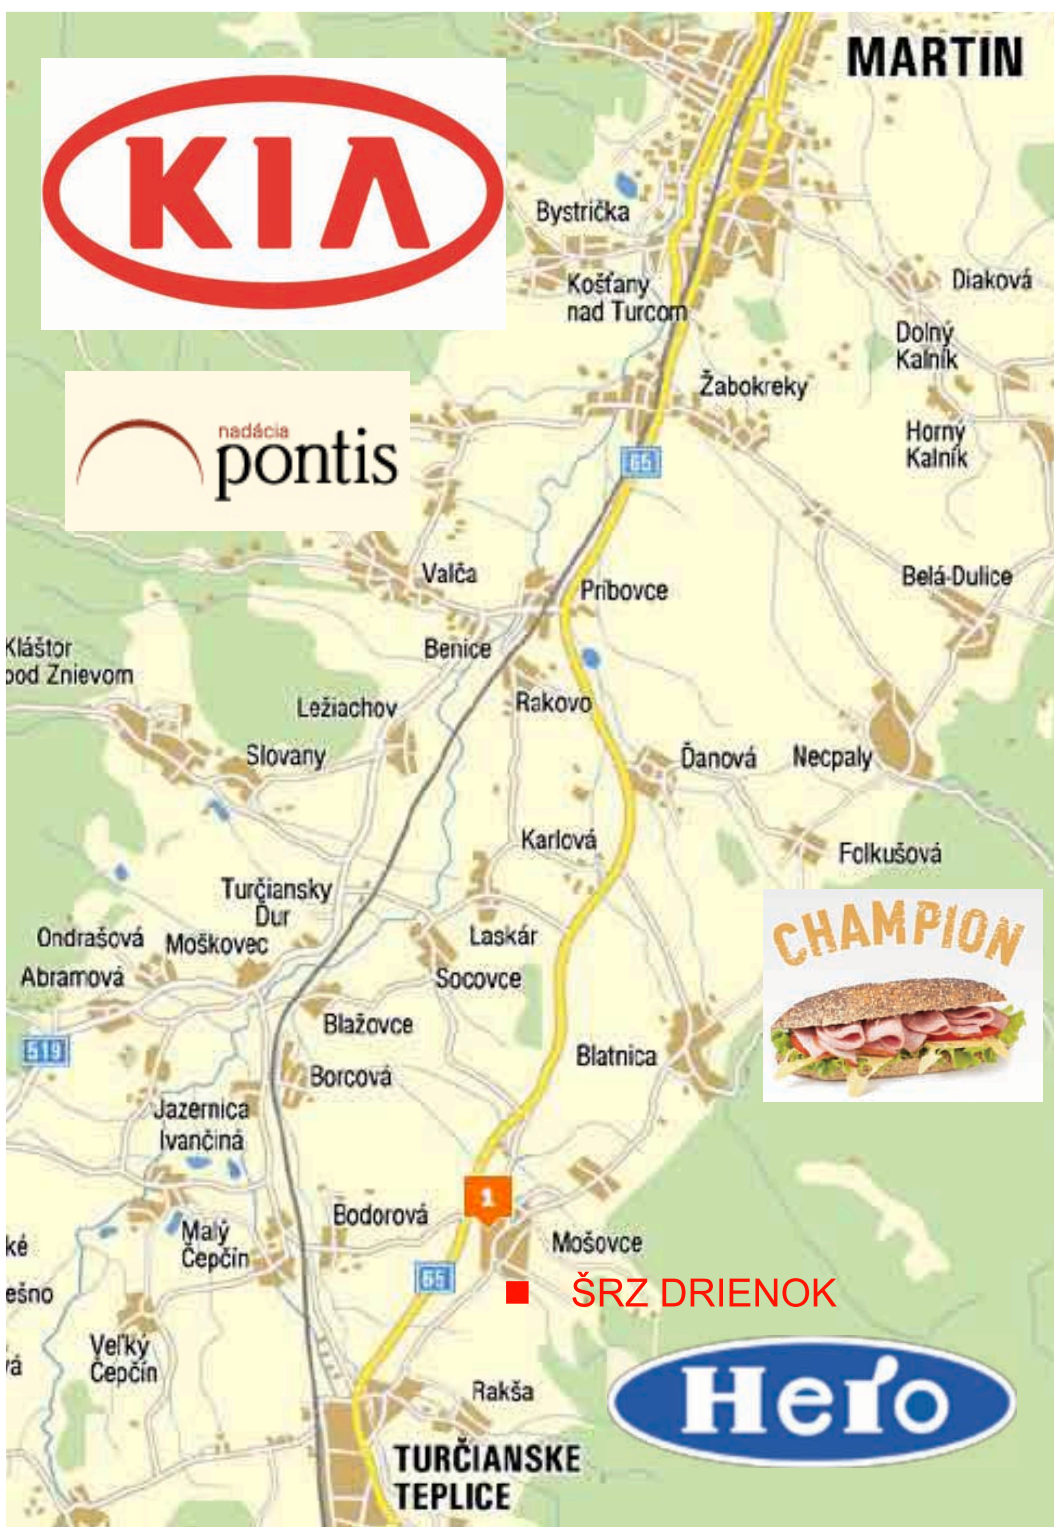 MARTIN
KIA
Bystrička
Košťany
nad Turcom
Diaková
Dolný
Kalník
Žabokreky
nadácia
pontis
Horný
Kalník
65
Valča
Príbovce
Belá-Dulice
Benice
Kláštor
pod Znievom
Ležiachov
Rakovo
Slovany
Ďanová
Necpaly
Karlová
Folkušová
Turčiansky
Ďur
CHAMPION
Ondrašová
Moškovec
Laskár
Abramová
Socovce
Blažovce
519
Blatnica
Borcová
Jazernica
Ivančiná
1
Bodorová
Malý
Čepčín
Mošovce
ké
65
ešno
ŠRZ DRIENOK
Veľký
Čepčín
vá
Rakša
Hero
TURČIANSKE
TEPLICE